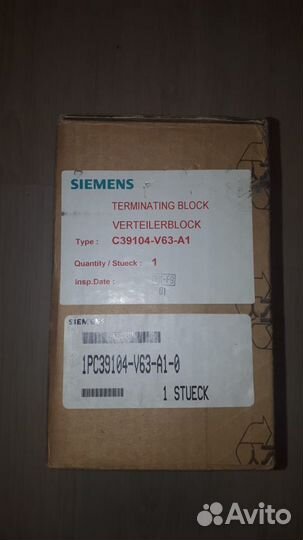 SIEMENS
TERMINATING BLOCK
VERTEILERBLOCK
Type : C39104-V63-A1
Quantity / Stueck : 1
Insp.Date :
SIEMENS
1PC39104-V63-A1-0
1 STUECK
Avito